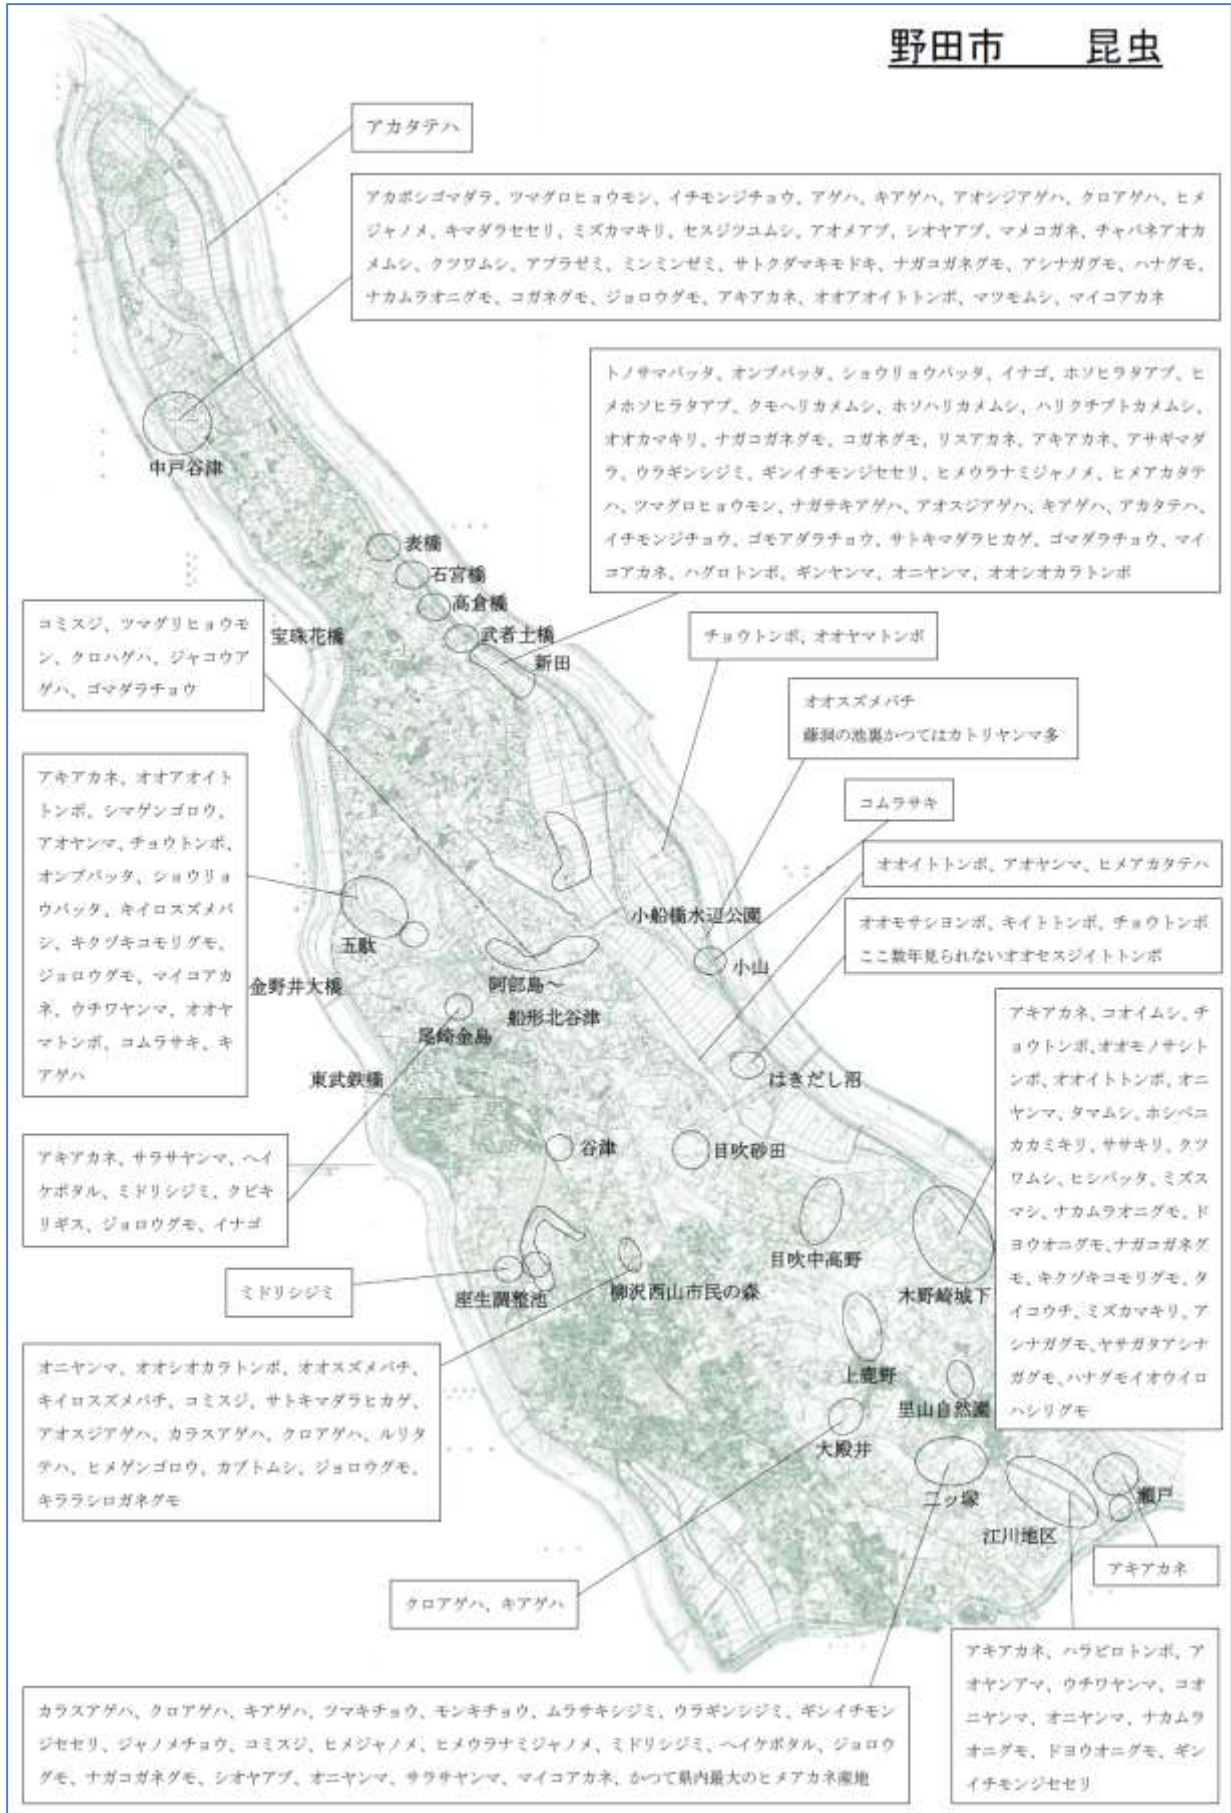 野田市　　昆虫
アカタテハ
アカボシゴマダラ、ツマグロヒョウモン、イチモンジチョウ、アゲハ、キアゲハ、アオシジアゲハ、クロアゲハ、ヒメ
ジャノメ、キマダラセセリ、ミズカマキリ、セスジツユムシ、アオメアブ、シオヤアブ、マメコガネ、チャバネアオカ
メムシ、クツワムシ、アブラゼミ、ミンミンゼミ、サトクダマキモドキ、ナガコガネグモ、アシナガグモ、ハナグモ、
ナカムラオニグモ、コガネグモ、ジョロウグモ、アキアカネ、オオアオイトトンボ、マツモムシ、マイコアカネ
トノサマバッタ、オンブバッタ、ショウリョウバッタ、イナゴ、ホソヒラタアブ、ヒ
メホソヒラタアブ、クモヘリカメムシ、ホソハリカメムシ、ハリクチブトカメムシ、
オオカマキリ、ナガコガネグモ、コガネグモ、リスアカネ、アキアカネ、アサギマダ
ラ、ウラギンシジミ、ギンイチモンジセセリ、ヒメウラナミジャノメ、ヒメアカタテ
ハ、ツマグロヒョウモン、ナガサキアゲハ、アオスジアゲハ、キアゲハ、アカタテハ、
イチモンジチョウ、ゴモアダラチョウ、サトキマダラヒカゲ、ゴマダラチョウ、マイ
コアカネ、ハグロトンボ、ギンヤンマ、オニヤンマ、オオシオカラトンボ
中戸谷津
表橋
石宮橋
高倉橋
武者土橋
新田
宝珠花橋
コミスジ、ツマグリヒョウモ
ン、クロハゲハ、ジャコウア
ゲハ、ゴマダラチョウ
チョウトンボ、オオヤマトンボ
オオスズメバチ
藤洞の池裏かつてはカトリヤンマ多
コムラサキ
オオイトトンボ、アオヤンマ、ヒメアカタテハ
オオモサシヨンボ、キイトトンボ、チョウトンボ
ここ数年見られないオオセスジイトトンボ
アキアカネ、オオアオイト
トンボ、シマゲンゴロウ、
アオヤンマ、チョウトンボ、
オンブバッタ、ショウリョ
ウバッタ、キイロスズメバ
シ、キクヅキコモリグモ、
ジョロウグモ、マイコアカ
ネ、ウチワヤンマ、オオヤ
マトンボ、コムラサキ、キ
アゲハ
五駄
小船橋水辺公園
小山
金野井大橋
阿部島～
船形北谷津
尾崎金島
東武鉄橋
はきだし沼
アキアカネ、コオイムシ、チ
ョウトンボ、オオモノサシト
ンボ、オオイトトンボ、オニ
ヤンマ、タマムシ、ホシベニ
カカミキリ、ササキリ、クツ
ワムシ、ヒシバッタ、ミズス
マシ、ナカムラオニグモ、ド
ヨウオニグモ、ナガコガネグ
モ、キクヅキコモリグモ、タ
イコウチ、ミズカマキリ、ア
シナガグモ、ヤサガタアシナ
ガグモ、ハナグモイオウイロ
ハシリグモ
アキアカネ、サラサヤンマ、ヘイ
ケボタル、ミドリシジミ、クビキ
リギス、ジョロウグモ、イナゴ
谷津
目吹砂田
目吹中高野
木野崎城下
ミドリシジミ
座生調整池
柳沢西山市民の森
オニヤンマ、オオシオカラトンボ、オオスズメバチ、
キイロスズメバチ、コミスジ、サトキマダラヒカゲ、
アオスジアゲハ、カラスアゲハ、クロアゲハ、ルリタ
テハ、ヒメゲンゴロウ、カブトムシ、ジョロウグモ、
キララシロガネグモ
上鹿野
里山自然園
大殿井
二ッ塚
江川地区
瀬戸
アキアカネ
クロアゲハ、キアゲハ
アキアカネ、ハラビロトンボ、ア
オヤンアマ、ウチワヤンマ、コオ
ニヤンマ、オニヤンマ、ナカムラ
オニグモ、ドヨウオニグモ、ギン
イチモンジセセリ
カラスアゲハ、クロアゲハ、キアゲハ、ツマキチョウ、モンキチョウ、ムラサキシジミ、ウラギンシジミ、ギンイチモン
ジセセリ、ジャノメチョウ、コミスジ、ヒメジャノメ、ヒメウラナミジャノメ、ミドリシジミ、ヘイケボタル、ジョロウ
グモ、ナガコガネグモ、シオヤアブ、オニヤンマ、サラサヤンマ、マイコアカネ、かつて県内最大のヒメアカネ産地